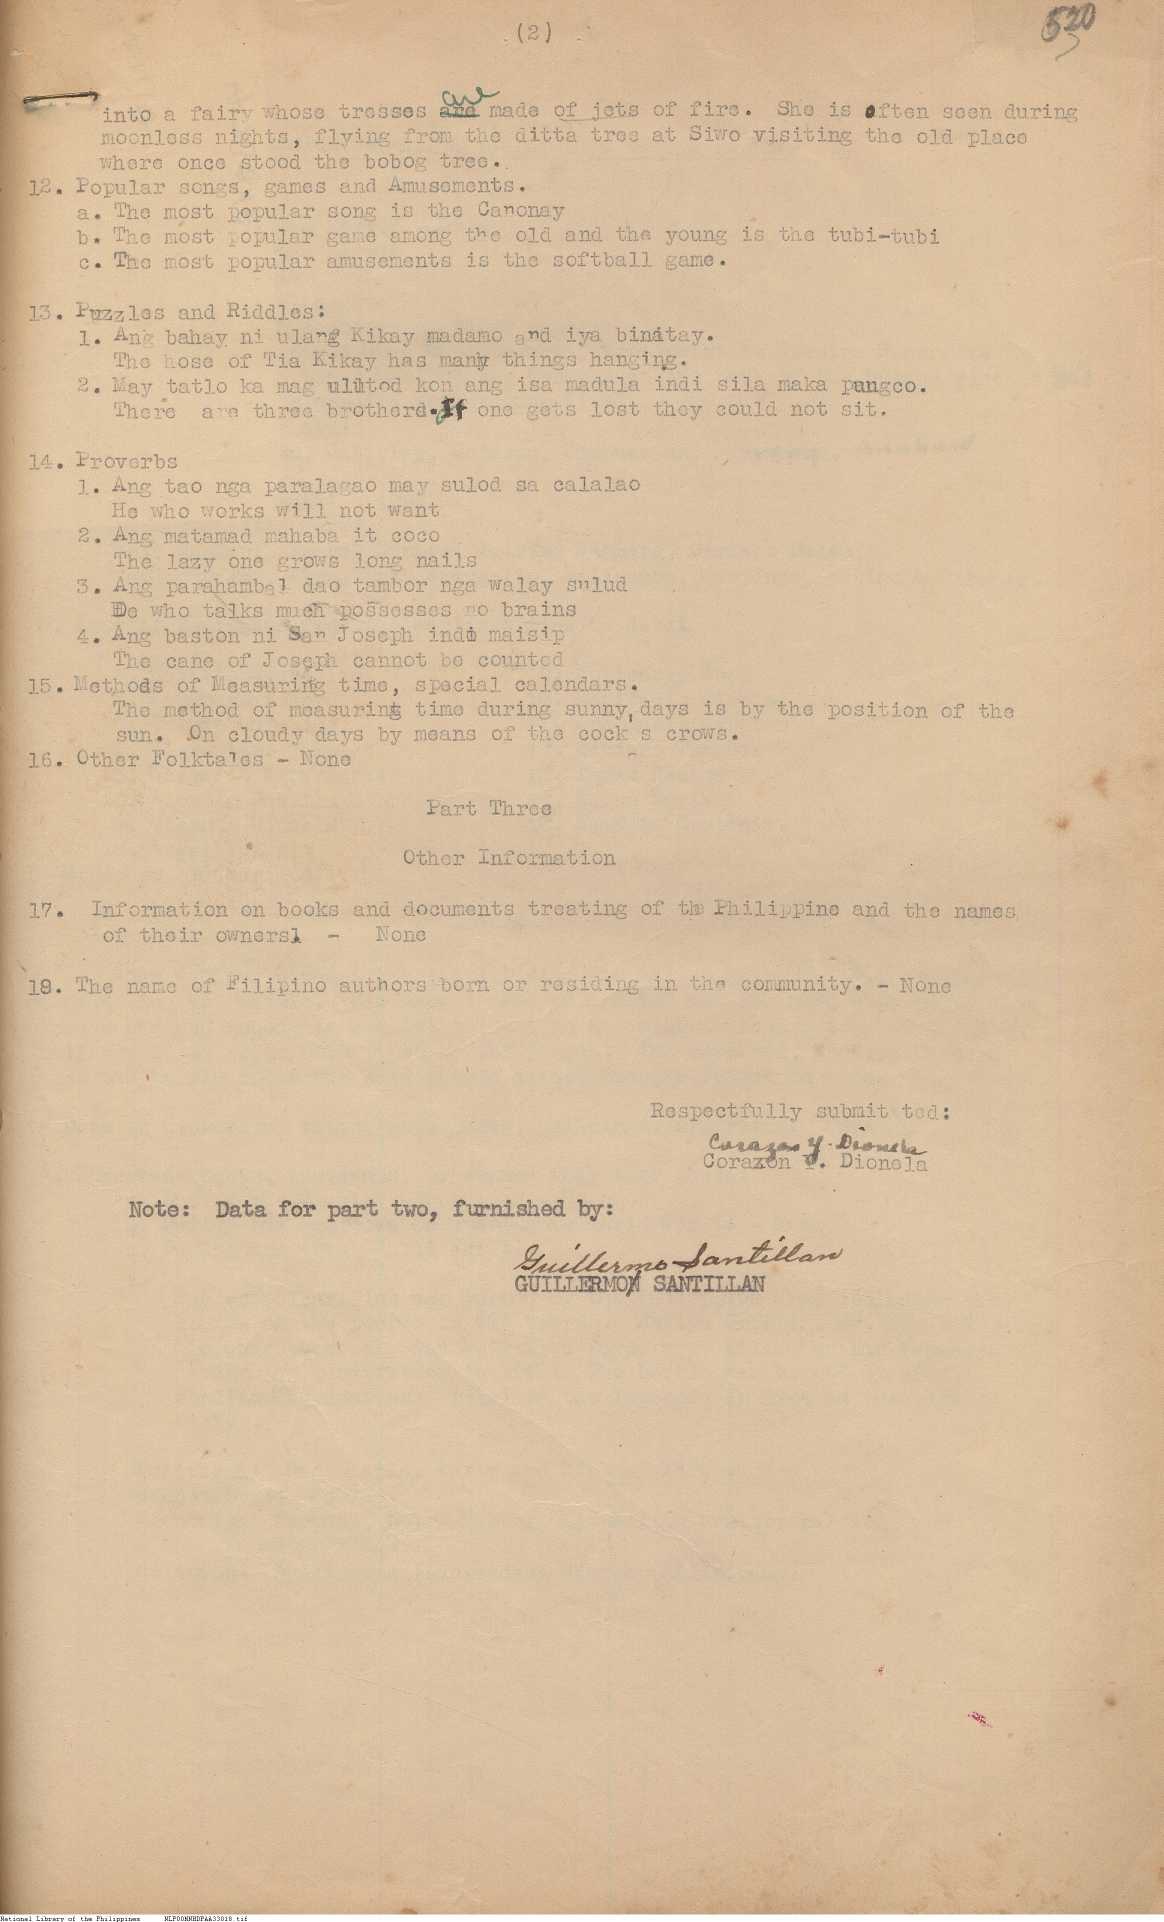 (2)
520
into a fairy whose tresses are made of jets of fire. She is often seen during
moonless nights, flying from the ditta tree at Siwo visiting the old place
where once stood the bobog tree.
12. Popular songs, games and Amusements.
a. The most popular song is the Canonay
b. The most popular game among the old and the young is the tubi-tubi
c. The most popular amusements is the softball game.
13. Puzzles and Riddles:
1. Ang bahay ni ulang Kikay madamo and iya binitay.
The hose of Tia Kikay has many things hanging.
2. May tatlo ka mag ulutod kon ang isa madula indi sila maka pungco.
There are three brotherd. If one gets lost they could not sit.
14. Proverbs
1. Ang tao nga paralagao may sulod sa calalao
He who works will not want
2. Ang matamad mahaba it coco
The lazy one grows long nails
3. Ang parahambal dao tambor nga walay sulud
He who talks much possesses no brains
4. Ang baston ni San Joseph indi maisip
The cane of Joseph cannot be counted
15. Methods of Measuring time, special calendars.
The method of measuring time during sunny, days is by the position of the
sun. On cloudy days by means of the cock s crows.
16. Other Folktales - None
Part Three
Other Information
17. Information on books and documents treating of the Philippine and the names
of their owners. - None
18. The name of Filipino authors born or residing in the community. - None
Respectfully submitted:
Corazon Y. Dionela
Corazon Y. Dionela
Note: Data for part two, furnished by:
Guillermo Santillan
GUILLERMO SANTILLAN
National Library of the Philippines NLP00NNHDPAA33018.tif